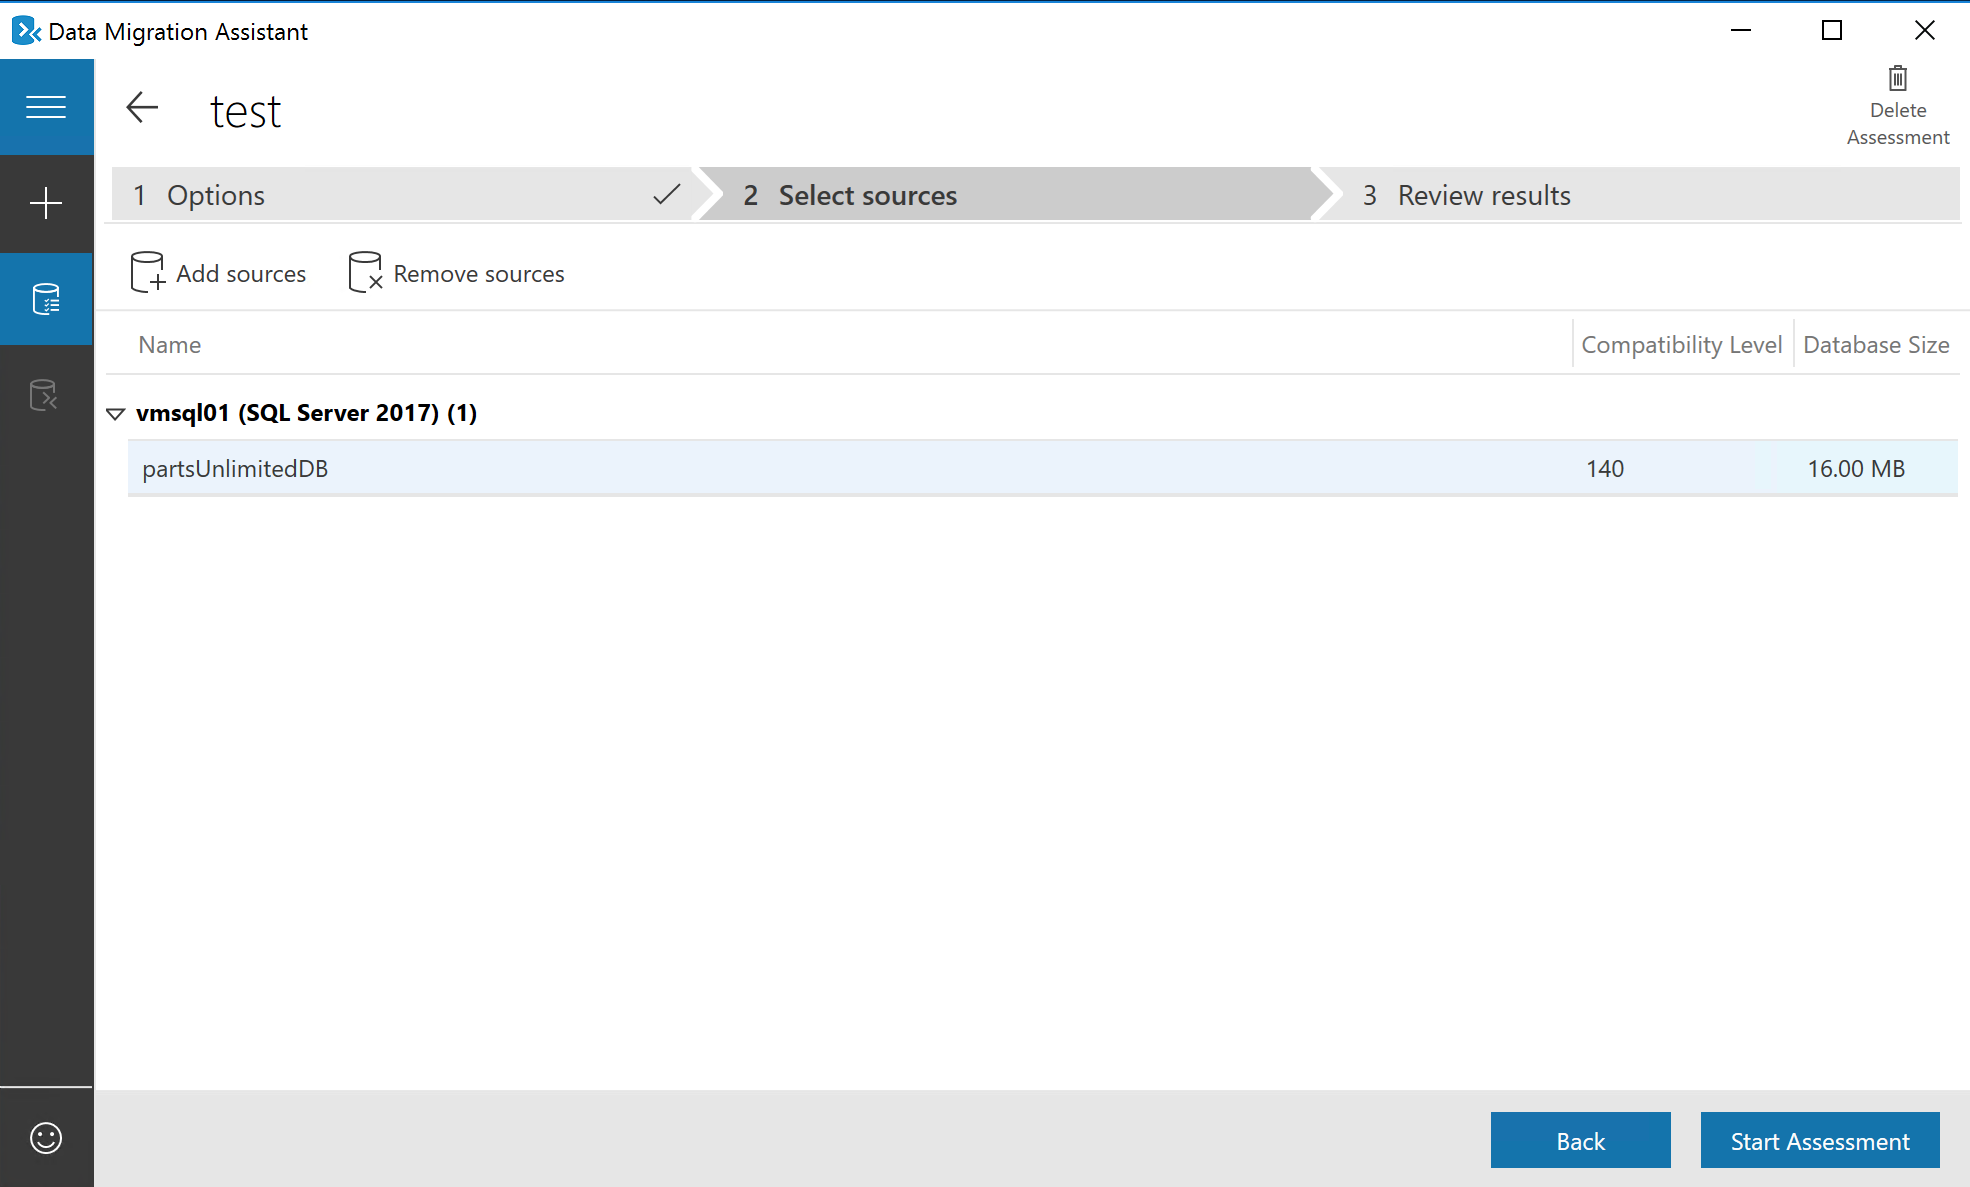 Data Migration Assistant
test
Delete
Assessment
1 Options
2 Select sources
3 Review results
Add sources
Remove sources
Name
Compatibility Level
Database Size
vmsql01 (SQL Server 2017) (1)
partsUnlimitedDB
140
16.00 MB
Back
Start Assessment